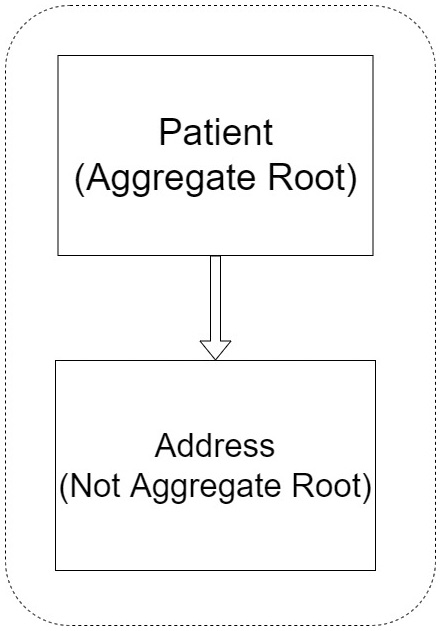 Patient
(Aggregate Root)
Address
(Not Aggregate Root)